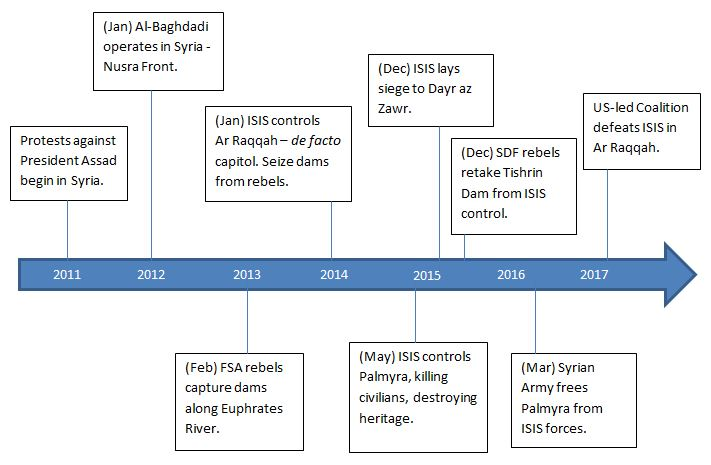 (Jan) Al-Baghdadi
operates in Syria -
Nusra Front.
(Dec) ISIS lays
siege to Dayr az
Zawr.
US-led Coalition
defeats ISIS in
Ar Raqqah.
(Jan) ISIS controls
Ar Raqqah – de facto
capitol. Seize dams
from rebels.
Protests against
President Assad
begin in Syria.
(Dec) SDF rebels
retake Tishrin
Dam from ISIS
control.
2011 2012 2013 2014 2015 2016 2017
(Feb) FSA rebels
capture dams
along Euphrates
River.
(May) ISIS controls
Palmyra, killing
civilians, destroying
heritage.
(Mar) Syrian
Army frees
Palmyra from
ISIS forces.